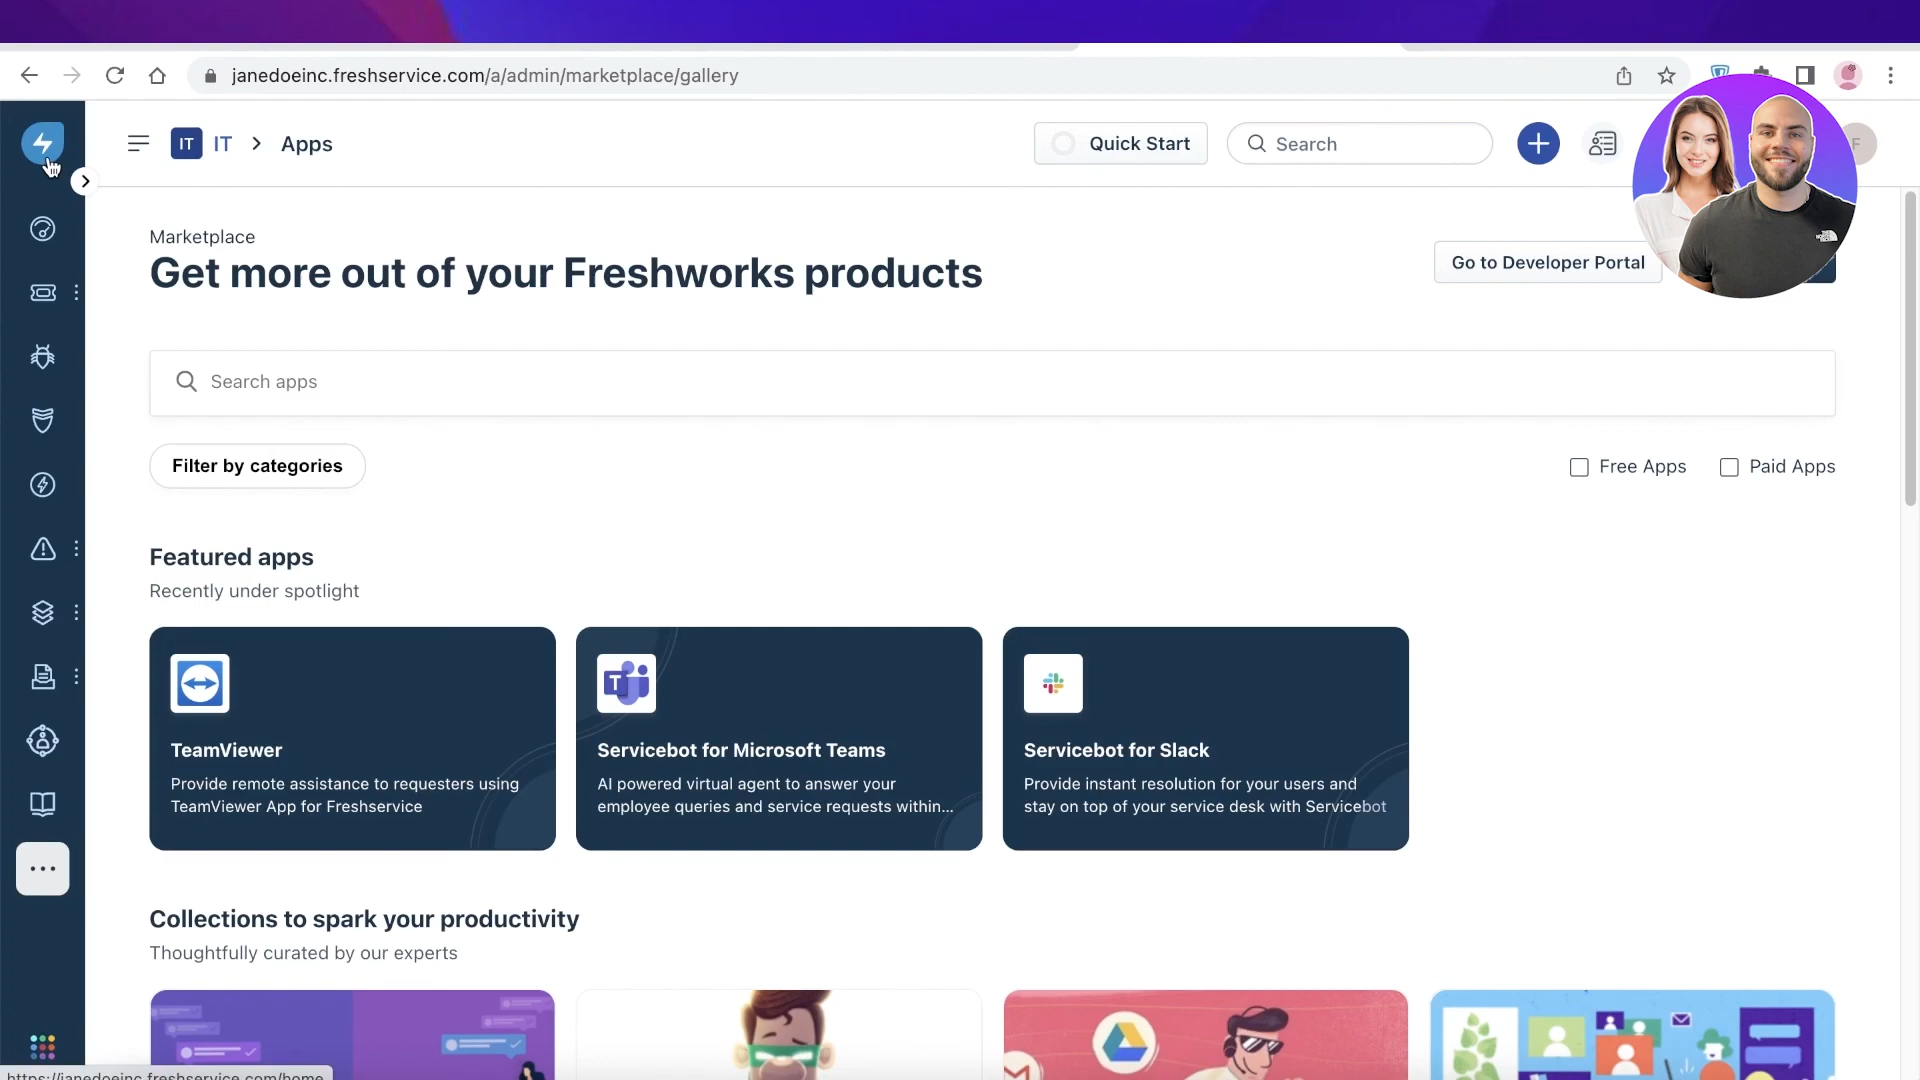 janedoeinc.freshservice.com/a/admin/marketplace/gallery
IT IT > Apps
Quick Start
Search
F
Marketplace
Get more out of your Freshworks products
Go to Developer Portal
Search apps
Filter by categories
Free Apps
Paid Apps
Featured apps
Recently under spotlight
TeamViewer
Provide remote assistance to requesters using
TeamViewer App for Freshservice
Servicebot for Microsoft Teams
AI powered virtual agent to answer your
employee queries and service requests within...
Servicebot for Slack
Provide instant resolution for your users and
stay on top of your service desk with Servicebot
Collections to spark your productivity
Thoughtfully curated by our experts
https://janedoeinc.freshservice.com/home